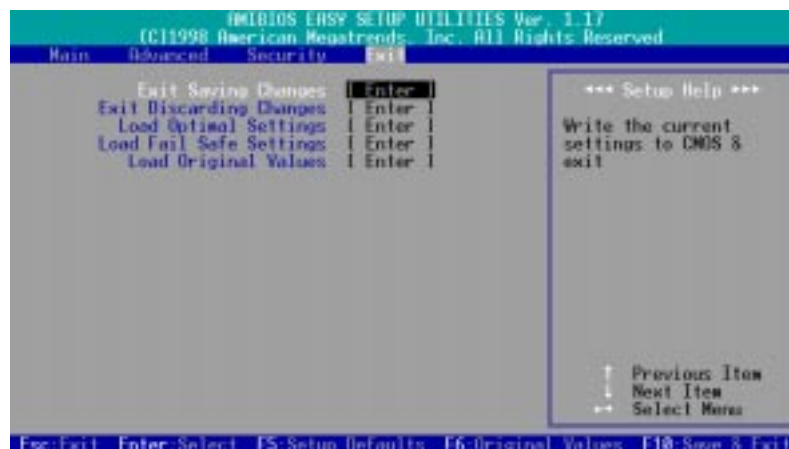 AMIBIOS EASY SETUP UTILITIES Ver. 1.17
(C)1998 American Megatrends, Inc. All Rights Reserved
Main Advanced Security Exit
Exit Saving Changes [ Enter ]
Exit Discarding Changes [ Enter ]
Load Optimal Settings [ Enter ]
Load Fail Safe Settings [ Enter ]
Load Original Values [ Enter ]
*** Setup Help ***
Write the current
settings to CMOS &
exit
↑ Previous Item
↓ Next Item
↔ Select Menu
Esc:Exit Enter:Select F5:Setup Defaults F6:Original Values F10:Save & Exit